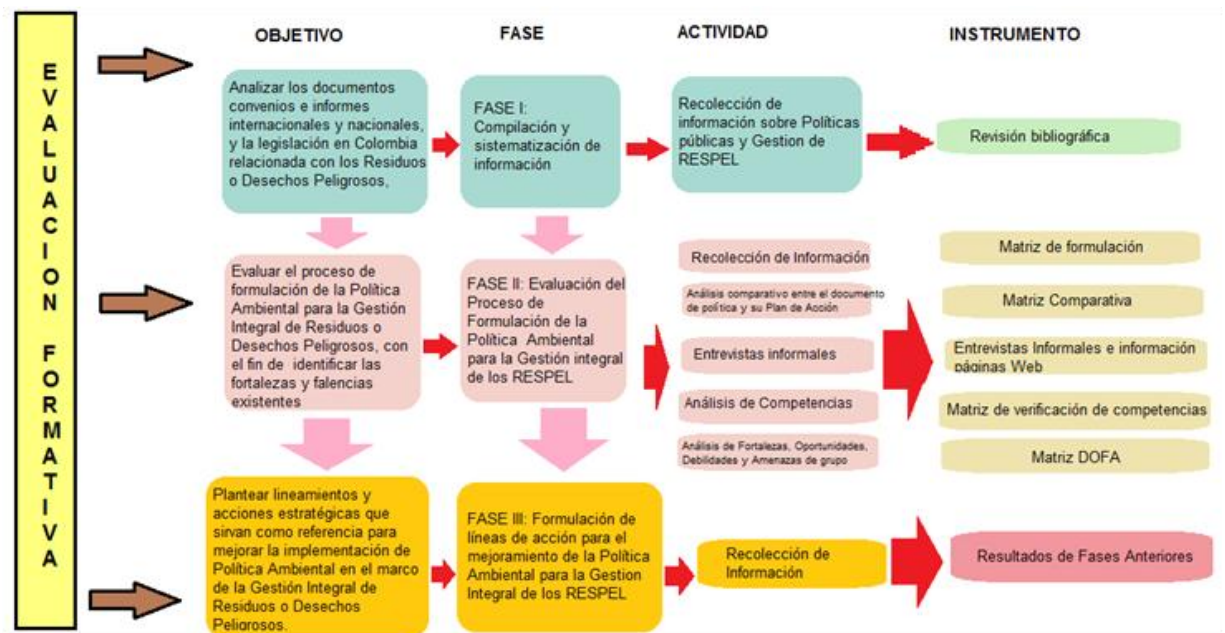 EVALUACION FORMATIVA
OBJETIVO
FASE
ACTIVIDAD
INSTRUMENTO
Analizar los documentos
convenios e informes
internacionales y nacionales,
y la legislación en Colombia
relacionada con los Residuos
o Desechos Peligrosos,
FASE I:
Compilación y
sistematización de
información
Recolección de
información sobre Políticas
públicas y Gestion de
RESPEL
Revisión bibliográfica
Evaluar el proceso de
formulación de la Política
Ambiental para la Gestión
Integral de Residuos o
Desechos Peligrosos, con
el fin de identificar las
fortalezas y falencias
existentes
FASE II: Evaluación del
Proceso de
Formulación de la
Política Ambiental
para la Gestión integral
de los RESPEL
Recolección de Información
Análisis comparativo entre el documento
de política y su Plan de Acción
Entrevistas informales
Análisis de Competencias
Análisis de Fortalezas, Oportunidades,
Debilidades y Amenazas de grupo
Matriz de formulación
Matriz Comparativa
Entrevistas Informales e información
páginas Web
Matriz de verificación de competencias
Matriz DOFA
Plantear lineamientos y
acciones estratégicas que
sirvan como referencia para
mejorar la implementación de
Política Ambiental en el marco
de la Gestión Integral de
Residuos o Desechos
Peligrosos.
FASE III: Formulación de
líneas de acción para el
mejoramiento de la Política
Ambiental para la Gestion
Integral de los RESPEL
Recolección de
Información
Resultados de Fases Anteriores